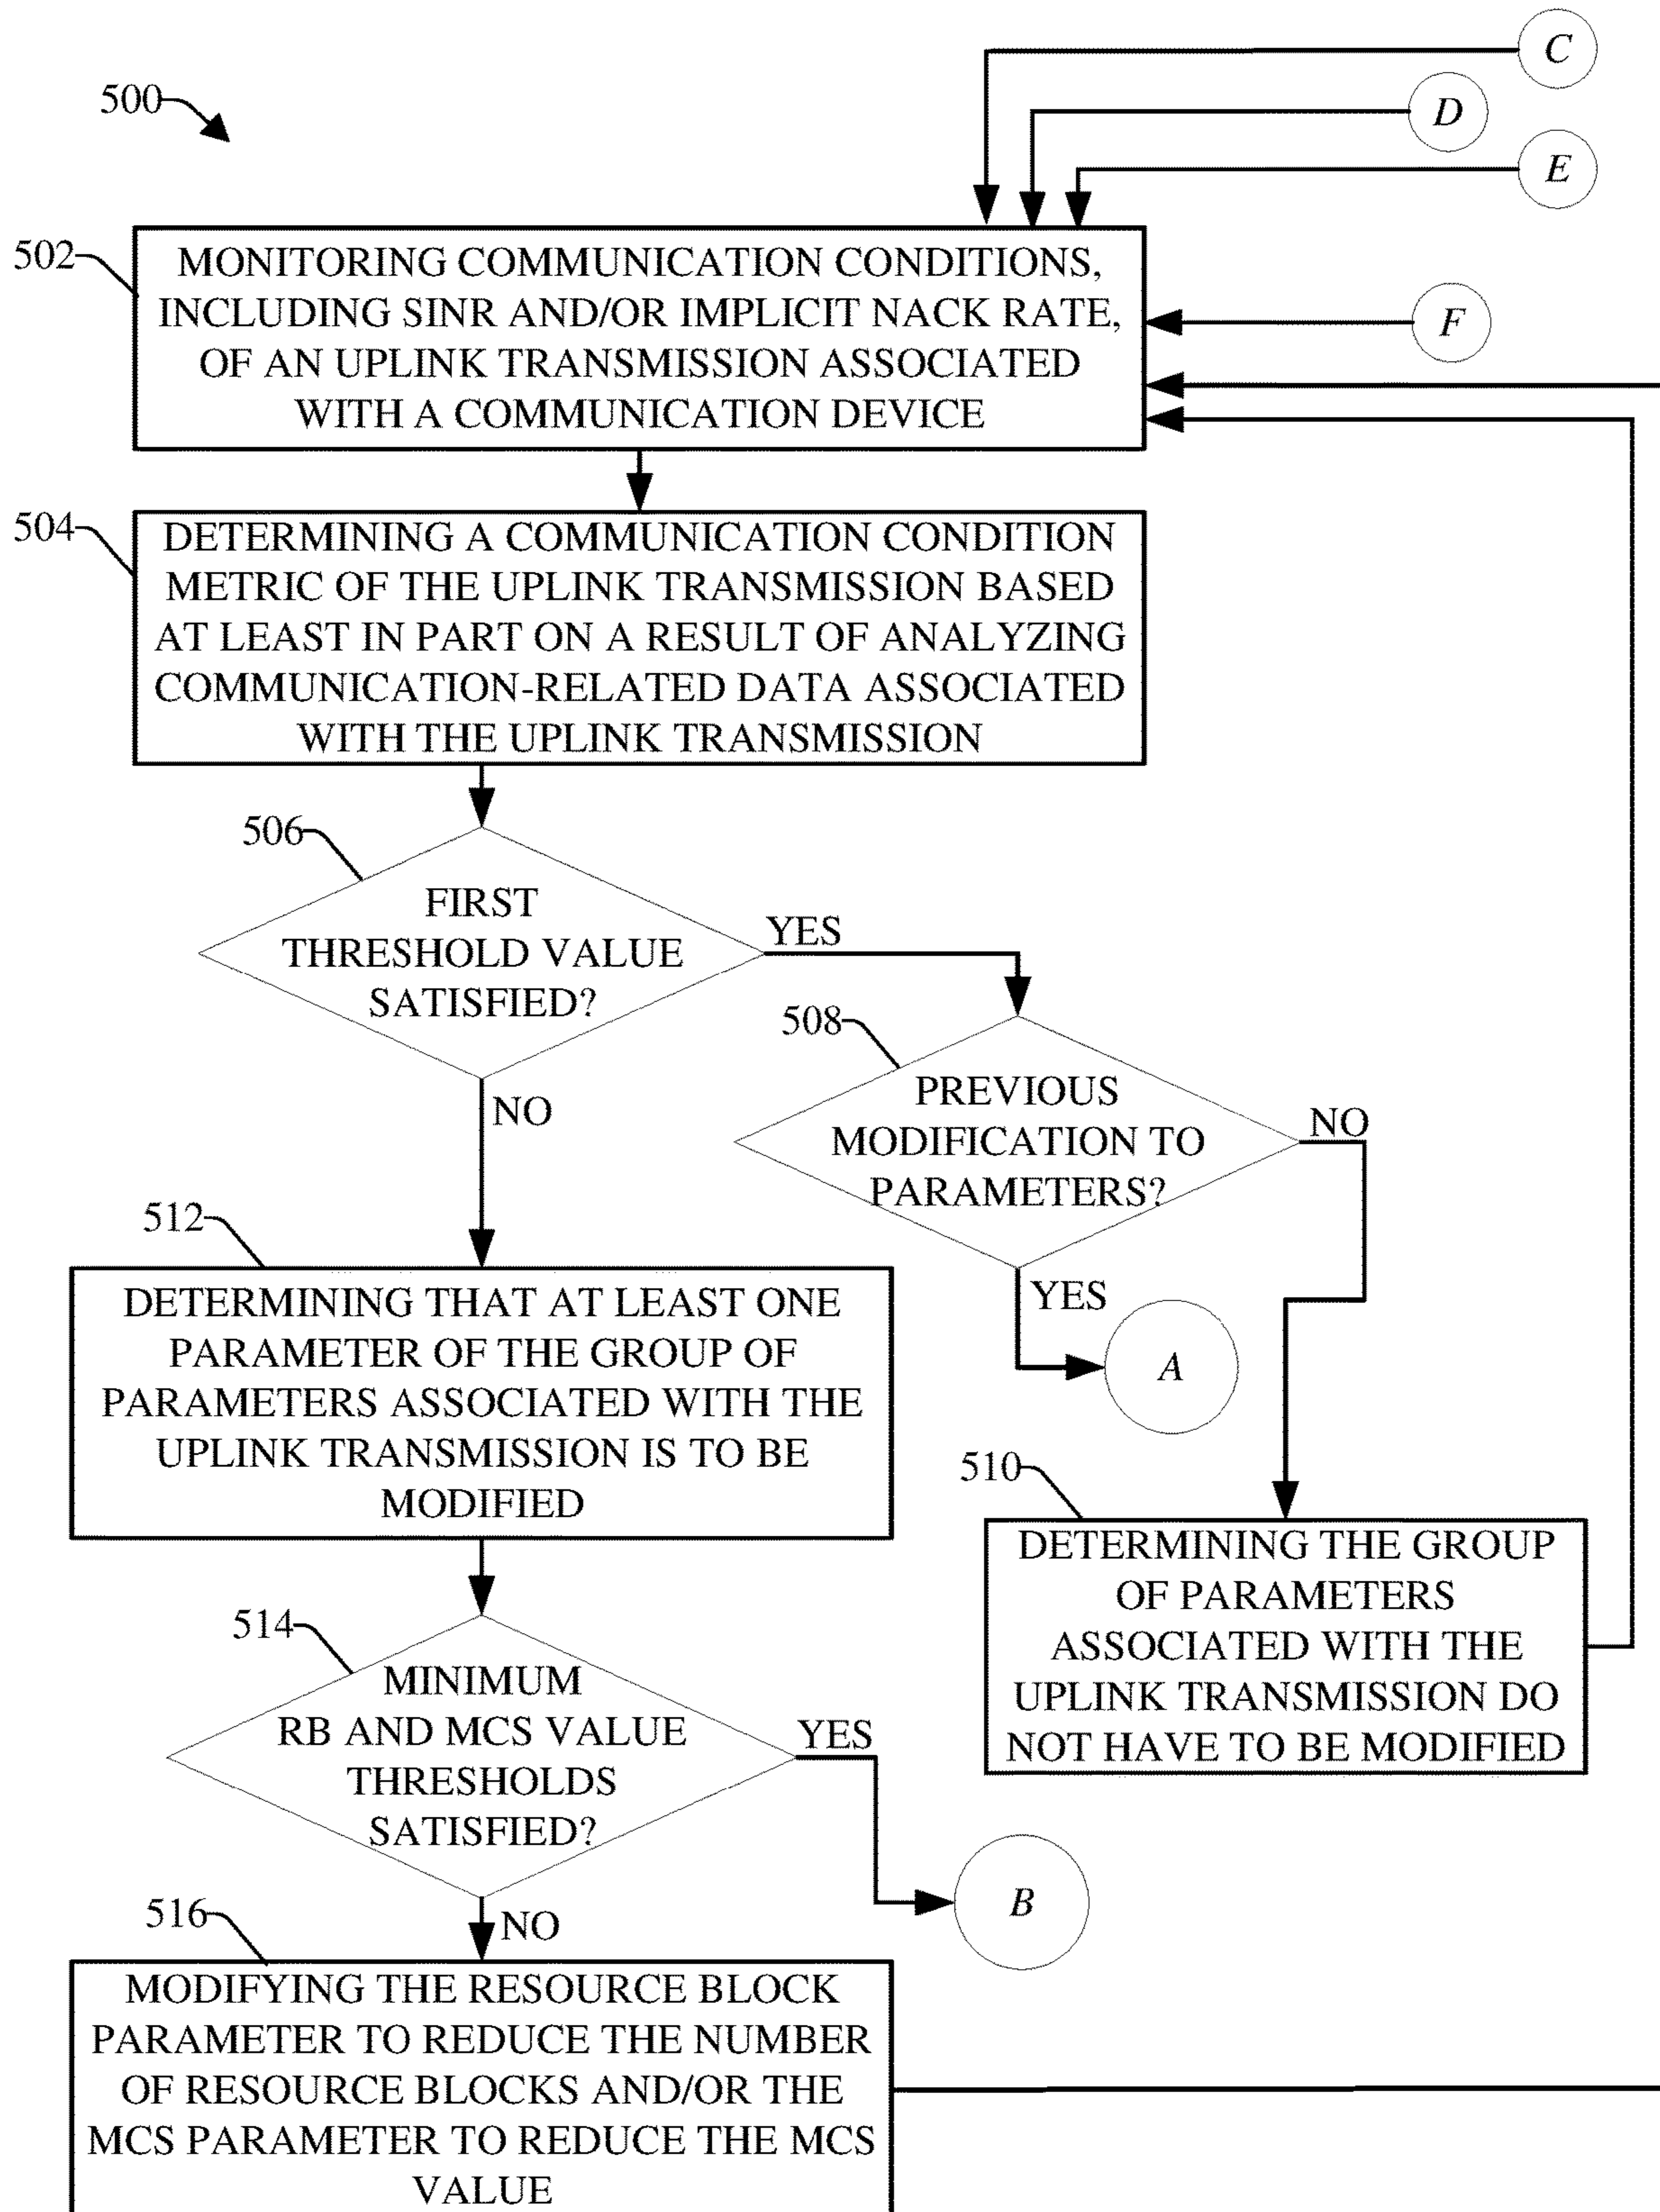 C
500
D
E
502
MONITORING COMMUNICATION CONDITIONS,
INCLUDING SINR AND/OR IMPLICIT NACK RATE,
OF AN UPLINK TRANSMISSION ASSOCIATED
WITH A COMMUNICATION DEVICE
F
504
DETERMINING A COMMUNICATION CONDITION
METRIC OF THE UPLINK TRANSMISSION BASED
AT LEAST IN PART ON A RESULT OF ANALYZING
COMMUNICATION-RELATED DATA ASSOCIATED
WITH THE UPLINK TRANSMISSION
506
FIRST
THRESHOLD VALUE
SATISFIED?
YES
NO
508
PREVIOUS
MODIFICATION TO
PARAMETERS?
NO
YES
A
512
DETERMINING THAT AT LEAST ONE
PARAMETER OF THE GROUP OF
PARAMETERS ASSOCIATED WITH THE
UPLINK TRANSMISSION IS TO BE
MODIFIED
510
DETERMINING THE GROUP
OF PARAMETERS
ASSOCIATED WITH THE
UPLINK TRANSMISSION DO
NOT HAVE TO BE MODIFIED
514
MINIMUM
RB AND MCS VALUE
THRESHOLDS
SATISFIED?
YES
B
NO
516
MODIFYING THE RESOURCE BLOCK
PARAMETER TO REDUCE THE NUMBER
OF RESOURCE BLOCKS AND/OR THE
MCS PARAMETER TO REDUCE THE MCS
VALUE